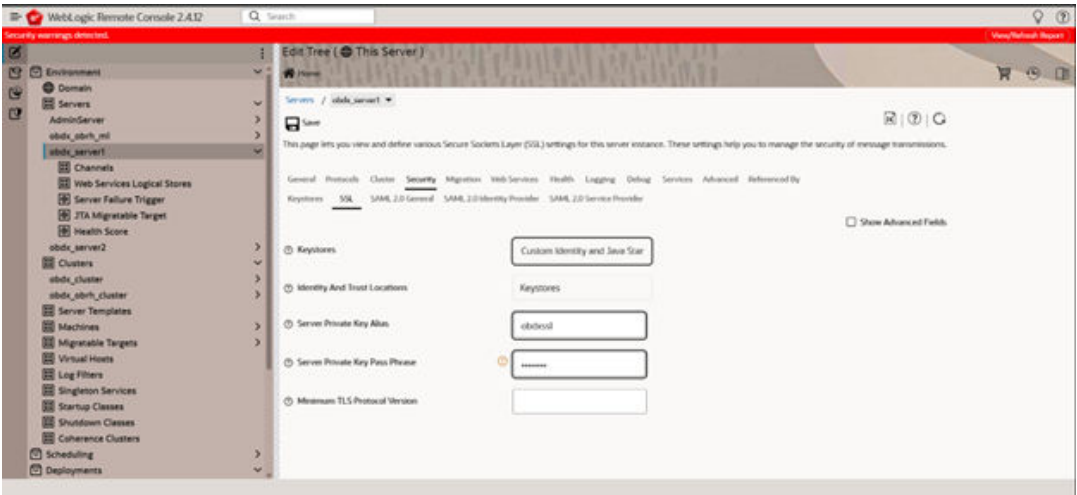 WebLogic Remote Console 2.4.12
Search
Security warnings detected.
View/Refresh Report
Edit Tree ( This Server )
Home
Environment
Domain
Servers
AdminServer
obdx_obrh_ml
obdx_server1
Channels
Web Services Logical Stores
Server Failure Trigger
JTA Migratable Target
Health Score
obdx_server2
Clusters
obdx_cluster
obdx_obrh_cluster
Server Templates
Machines
Migratable Targets
Virtual Hosts
Log Filters
Singleton Services
Startup Classes
Shutdown Classes
Coherence Clusters
Scheduling
Deployments
Servers / obdx_server1
Save
This page lets you view and define various Secure Sockets Layer (SSL) settings for this server instance. These settings help you to manage the security of message transmissions.
General Protocols Cluster Security Migration Web Services Health Logging Debug Services Advanced Referenced By
Keystores SSL SAML 2.0 General SAML 2.0 Identity Provider SAML 2.0 Service Provider
Show Advanced Fields
Keystores Custom Identity and Java Star
Identity And Trust Locations Keystores
Server Private Key Alias
Server Private Key Pass Phrase ••••••••
Minimum TLS Protocol Version